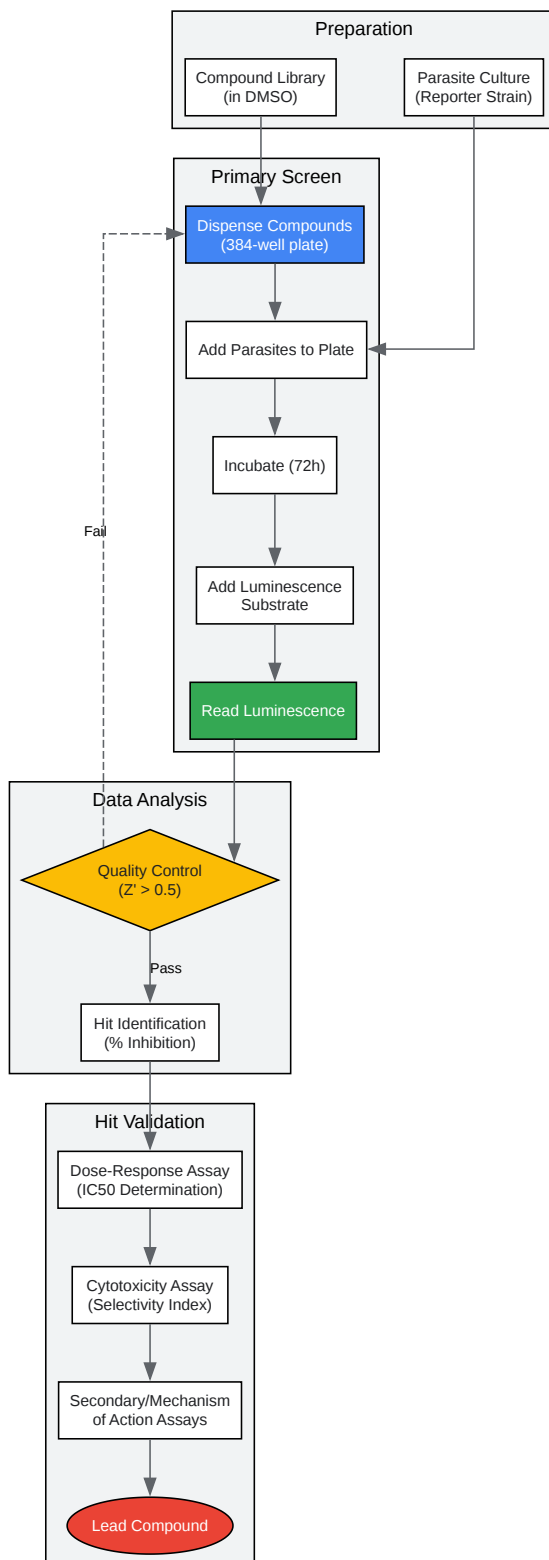 Preparation
Compound Library
(in DMSO)
Parasite Culture
(Reporter Strain)
Primary Screen
Dispense Compounds
(384-well plate)
Add Parasites to Plate
Incubate (72h)
Fail
Add Luminescence
Substrate
Read Luminescence
Data Analysis
Quality Control
(Z' > 0.5)
Pass
Hit Identification
(% Inhibition)
Hit Validation
Dose-Response Assay
(IC50 Determination)
Cytotoxicity Assay
(Selectivity Index)
Secondary/Mechanism
of Action Assays
Lead Compound